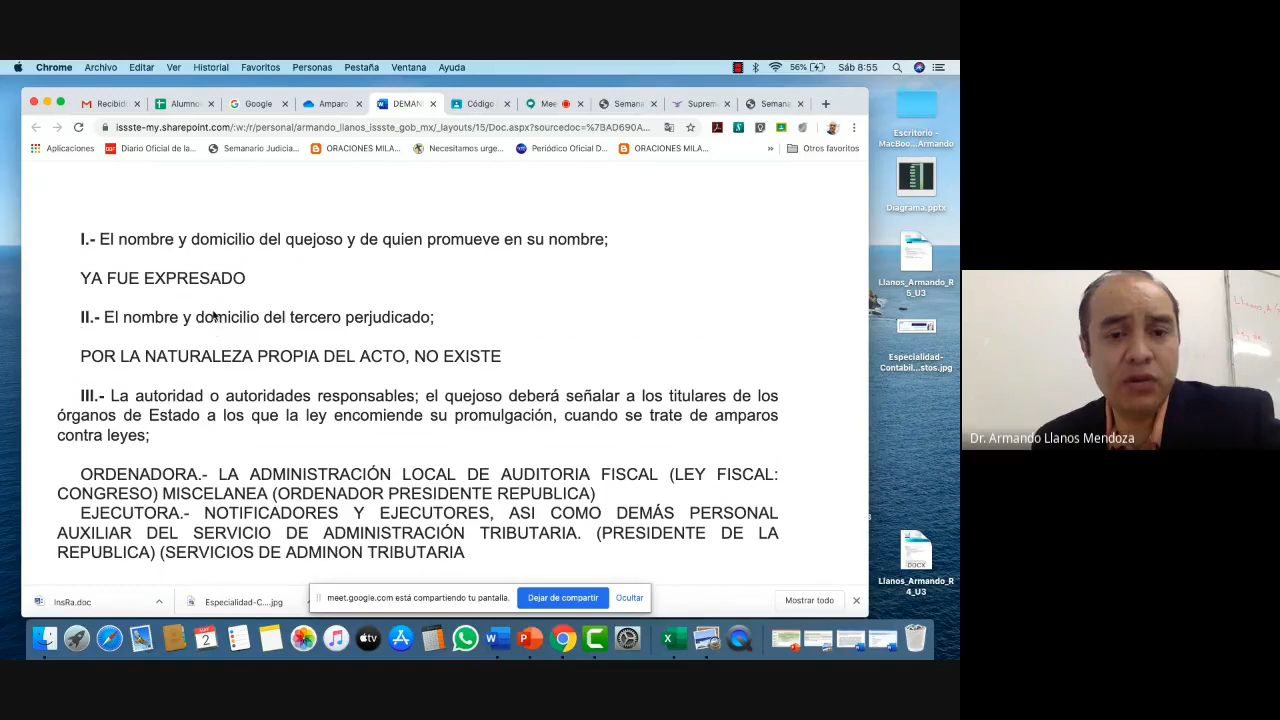 Chrome Archivo Editar Ver Historial Favoritos Personas Pestaña Ventana Ayuda 56% Sáb 8:55
Recibido Alumno Google Amparo DEMAN Código Mee Semana Suprem Semana
issste-my.sharepoint.com/:w:/r/personal/armando_llanos_issste_gob_mx/_layouts/15/Doc.aspx?sourcedoc=%7BAD690A...
Aplicaciones Diario Oficial de la... Semanario Judicia... ORACIONES MILA... Necesitamos urge... Periódico Oficial D... ORACIONES MILA... » Otros favoritos
I.- El nombre y domicilio del quejoso y de quien promueve en su nombre;
YA FUE EXPRESADO
II.- El nombre y domicilio del tercero perjudicado;
POR LA NATURALEZA PROPIA DEL ACTO, NO EXISTE
III.- La autoridad o autoridades responsables; el quejoso deberá señalar a los titulares de los
órganos de Estado a los que la ley encomiende su promulgación, cuando se trate de amparos
contra leyes;
ORDENADORA.- LA ADMINISTRACIÓN LOCAL DE AUDITORIA FISCAL (LEY FISCAL:
CONGRESO) MISCELANEA (ORDENADOR PRESIDENTE REPUBLICA)
EJECUTORA.- NOTIFICADORES Y EJECUTORES, ASI COMO DEMÁS PERSONAL
AUXILIAR DEL SERVICIO DE ADMINISTRACIÓN TRIBUTARIA. (PRESIDENTE DE LA
REPUBLICA) (SERVICIOS DE ADMINON TRIBUTARIA
InsRa.doc Especialidad-C....jpg
meet.google.com está compartiendo tu pantalla. Dejar de compartir Ocultar
Mostrar todo
Escritorio -
MacBoo...Armando
Diagrama.pptx
Llanos_Armando_R
5_U3
Especialidad-
Contabil...stos.jpg
DOCX
Llanos_Armando_R
4_U3
Dr. Armando Llanos Mendoza